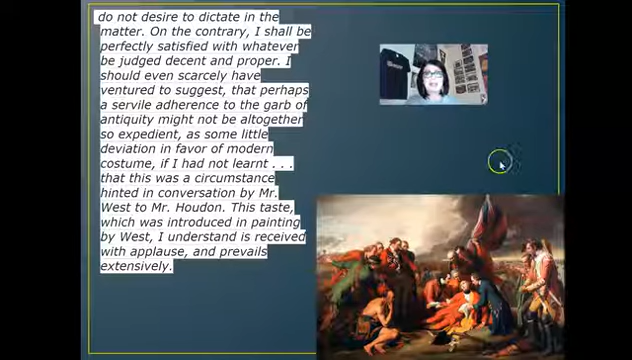 do not desire to dictate in the
matter. On the contrary, I shall be
perfectly satisfied with whatever
be judged decent and proper. I
should even scarcely have
ventured to suggest, that perhaps
a servile adherence to the garb of
antiquity might not be altogether
so expedient, as some little
deviation in favor of modern
costume, if I had not learnt . . .
that this was a circumstance
hinted in conversation by Mr.
West to Mr. Houdon. This taste,
which was introduced in painting
by West, I understand is received
with applause, and prevails
extensively.